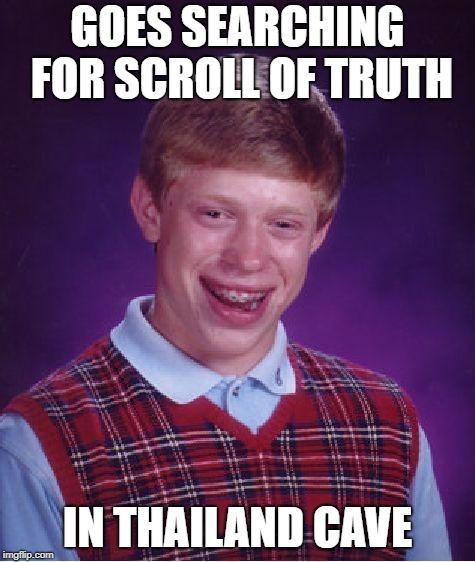 GOES SEARCHING
FOR SCROLL OF TRUTH
IN THAILAND CAVE
imgflip.com